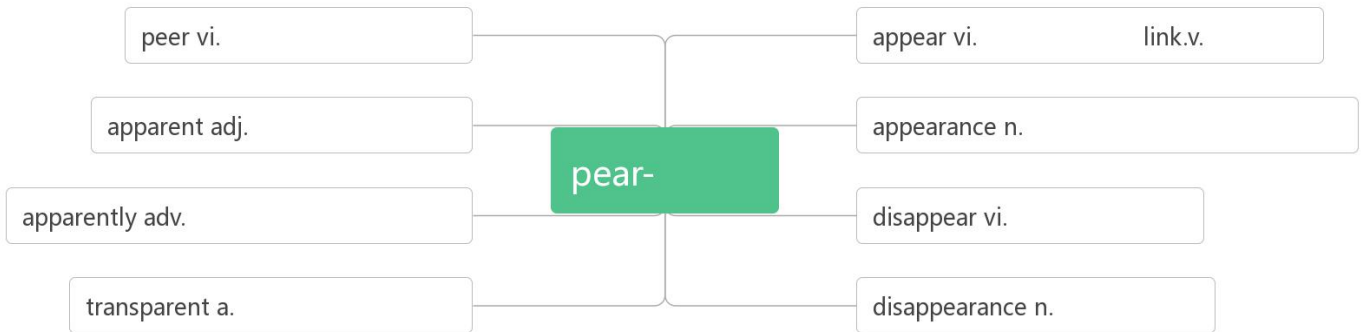 peer vi.
apparent adj.
apparently adv.
transparent a.
pear-
appear vi. link.v.
appearance n.
disappear vi.
disappearance n.